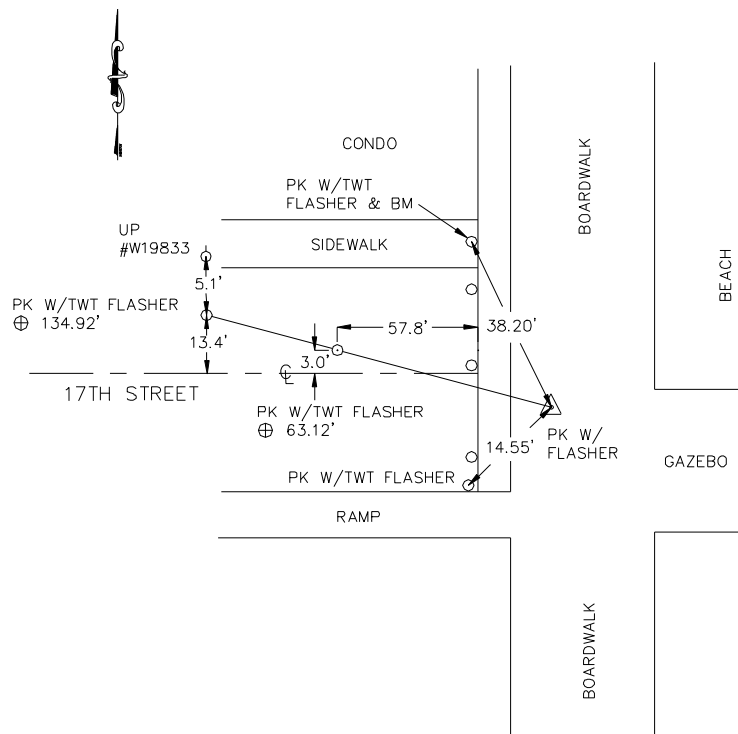 CONDO
PK W/TWT
FLASHER & BM
BOARDWALK
UP
#W19833
SIDEWALK
BEACH
5.1'
PK W/TWT FLASHER
134.92'
57.8'
38.20'
13.4'
3.0'
17TH STREET
CL
PK W/TWT FLASHER
63.12'
14.55'
PK W/
FLASHER
GAZEBO
PK W/TWT FLASHER
RAMP
BOARDWALK